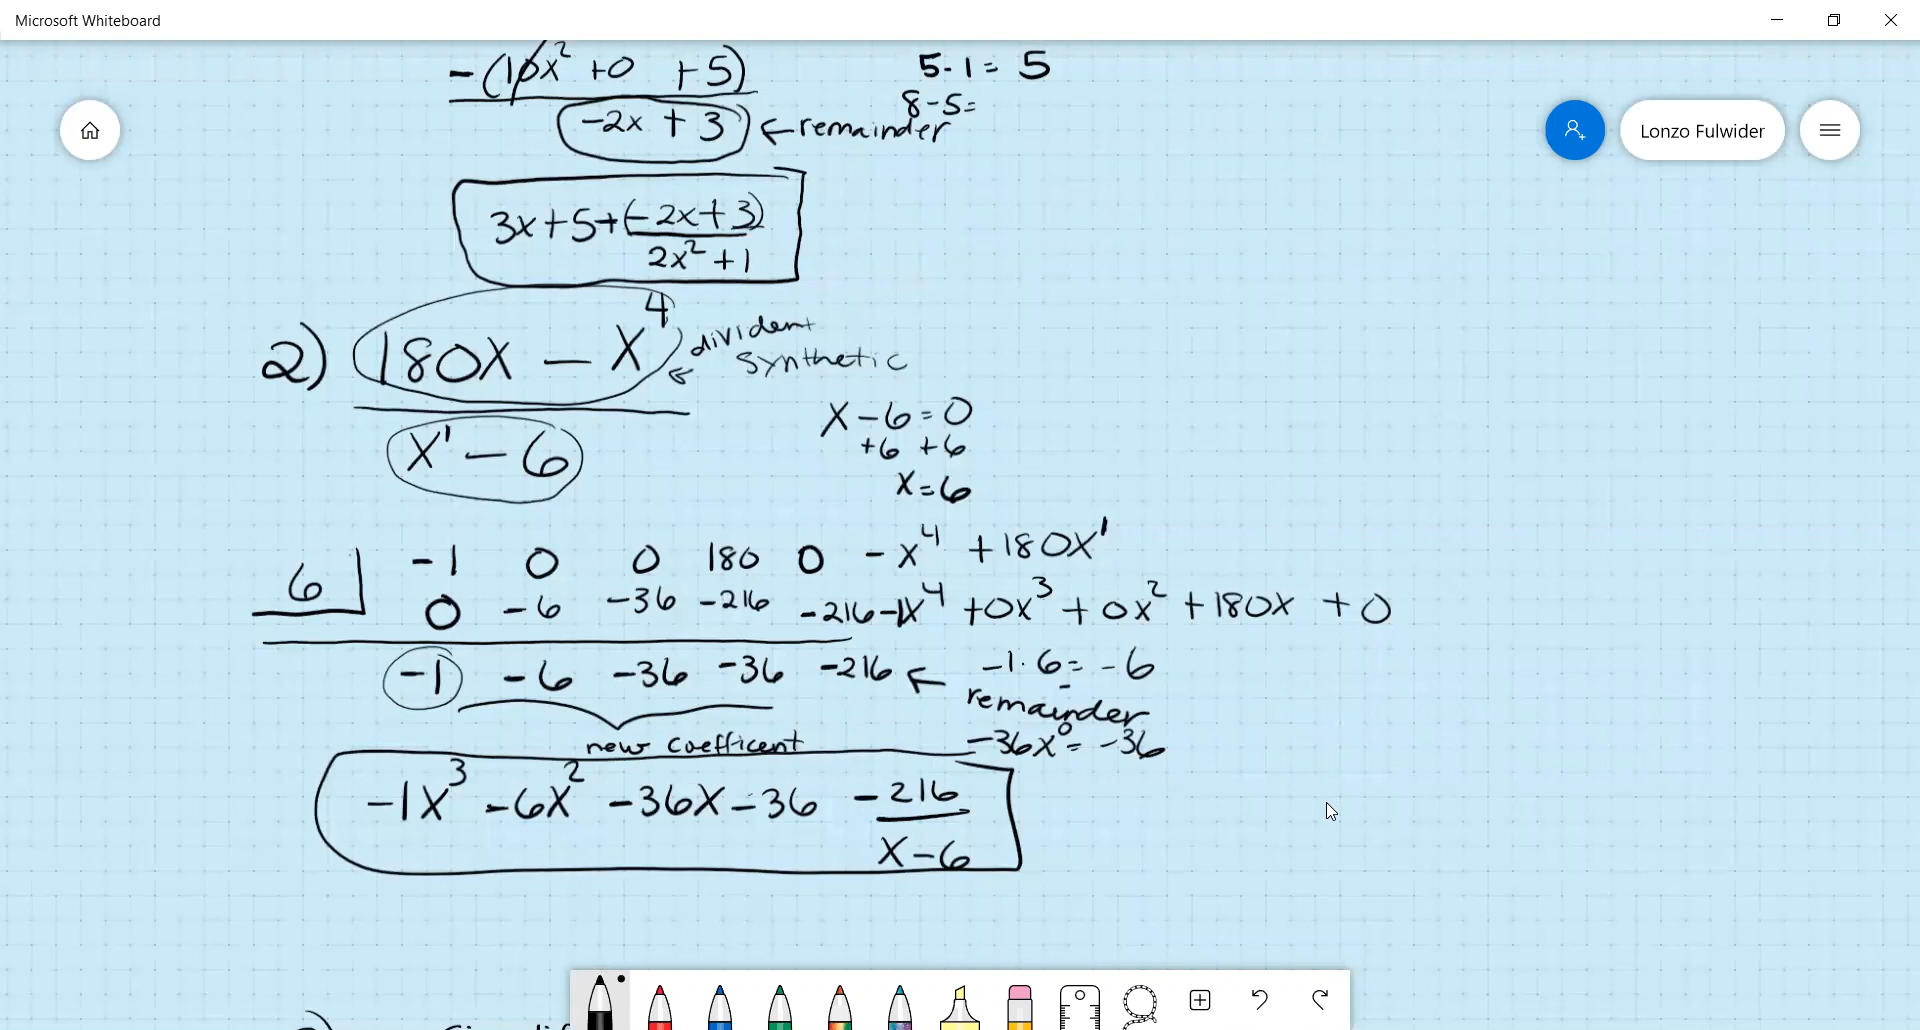 Microsoft Whiteboard
-(10x² +0 +5)
5·1= 5
8-5=
-2x + 3 ← remainder
Lonzo Fulwider
3x+5+(-2x+3)
2x²+1
2) 180X - X⁴
divident
synthetic
X¹ - 6
X-6=0
+6 +6
X=6
6 -1 0 0 180 0 -X⁴ +180X¹
0 -6 -36 -216 -216 -1X⁴ +0X³ + 0X² +180X + 0
-1 -6 -36 -36 -216 ←
-1·6= -6
remainder
-36X⁰= -36
new coefficent
-1X³ -6X² -36X -36 -216
X-6